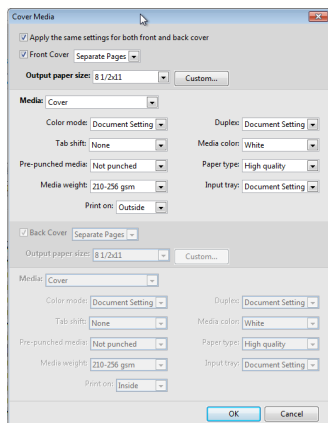 Cover Media
Apply the same settings for both front and back cover
Front Cover Separate Pages
Output paper size: 8 1/2x11 Custom...
Media: Cover
Color mode: Document Setting Duplex: Document Setting
Tab shift: None Media color: White
Pre-punched media: Not punched Paper type: High quality
Media weight: 210-256 gsm Input tray: Document Setting
Print on: Outside
Back Cover Separate Pages
Output paper size: 8 1/2x11 Custom...
Media: Cover
Color mode: Document Setting Duplex: Document Setting
Tab shift: None Media color: White
Pre-punched media: Not punched Paper type: High quality
Media weight: 210-256 gsm Input tray: Document Setting
Print on: Inside
OK Cancel